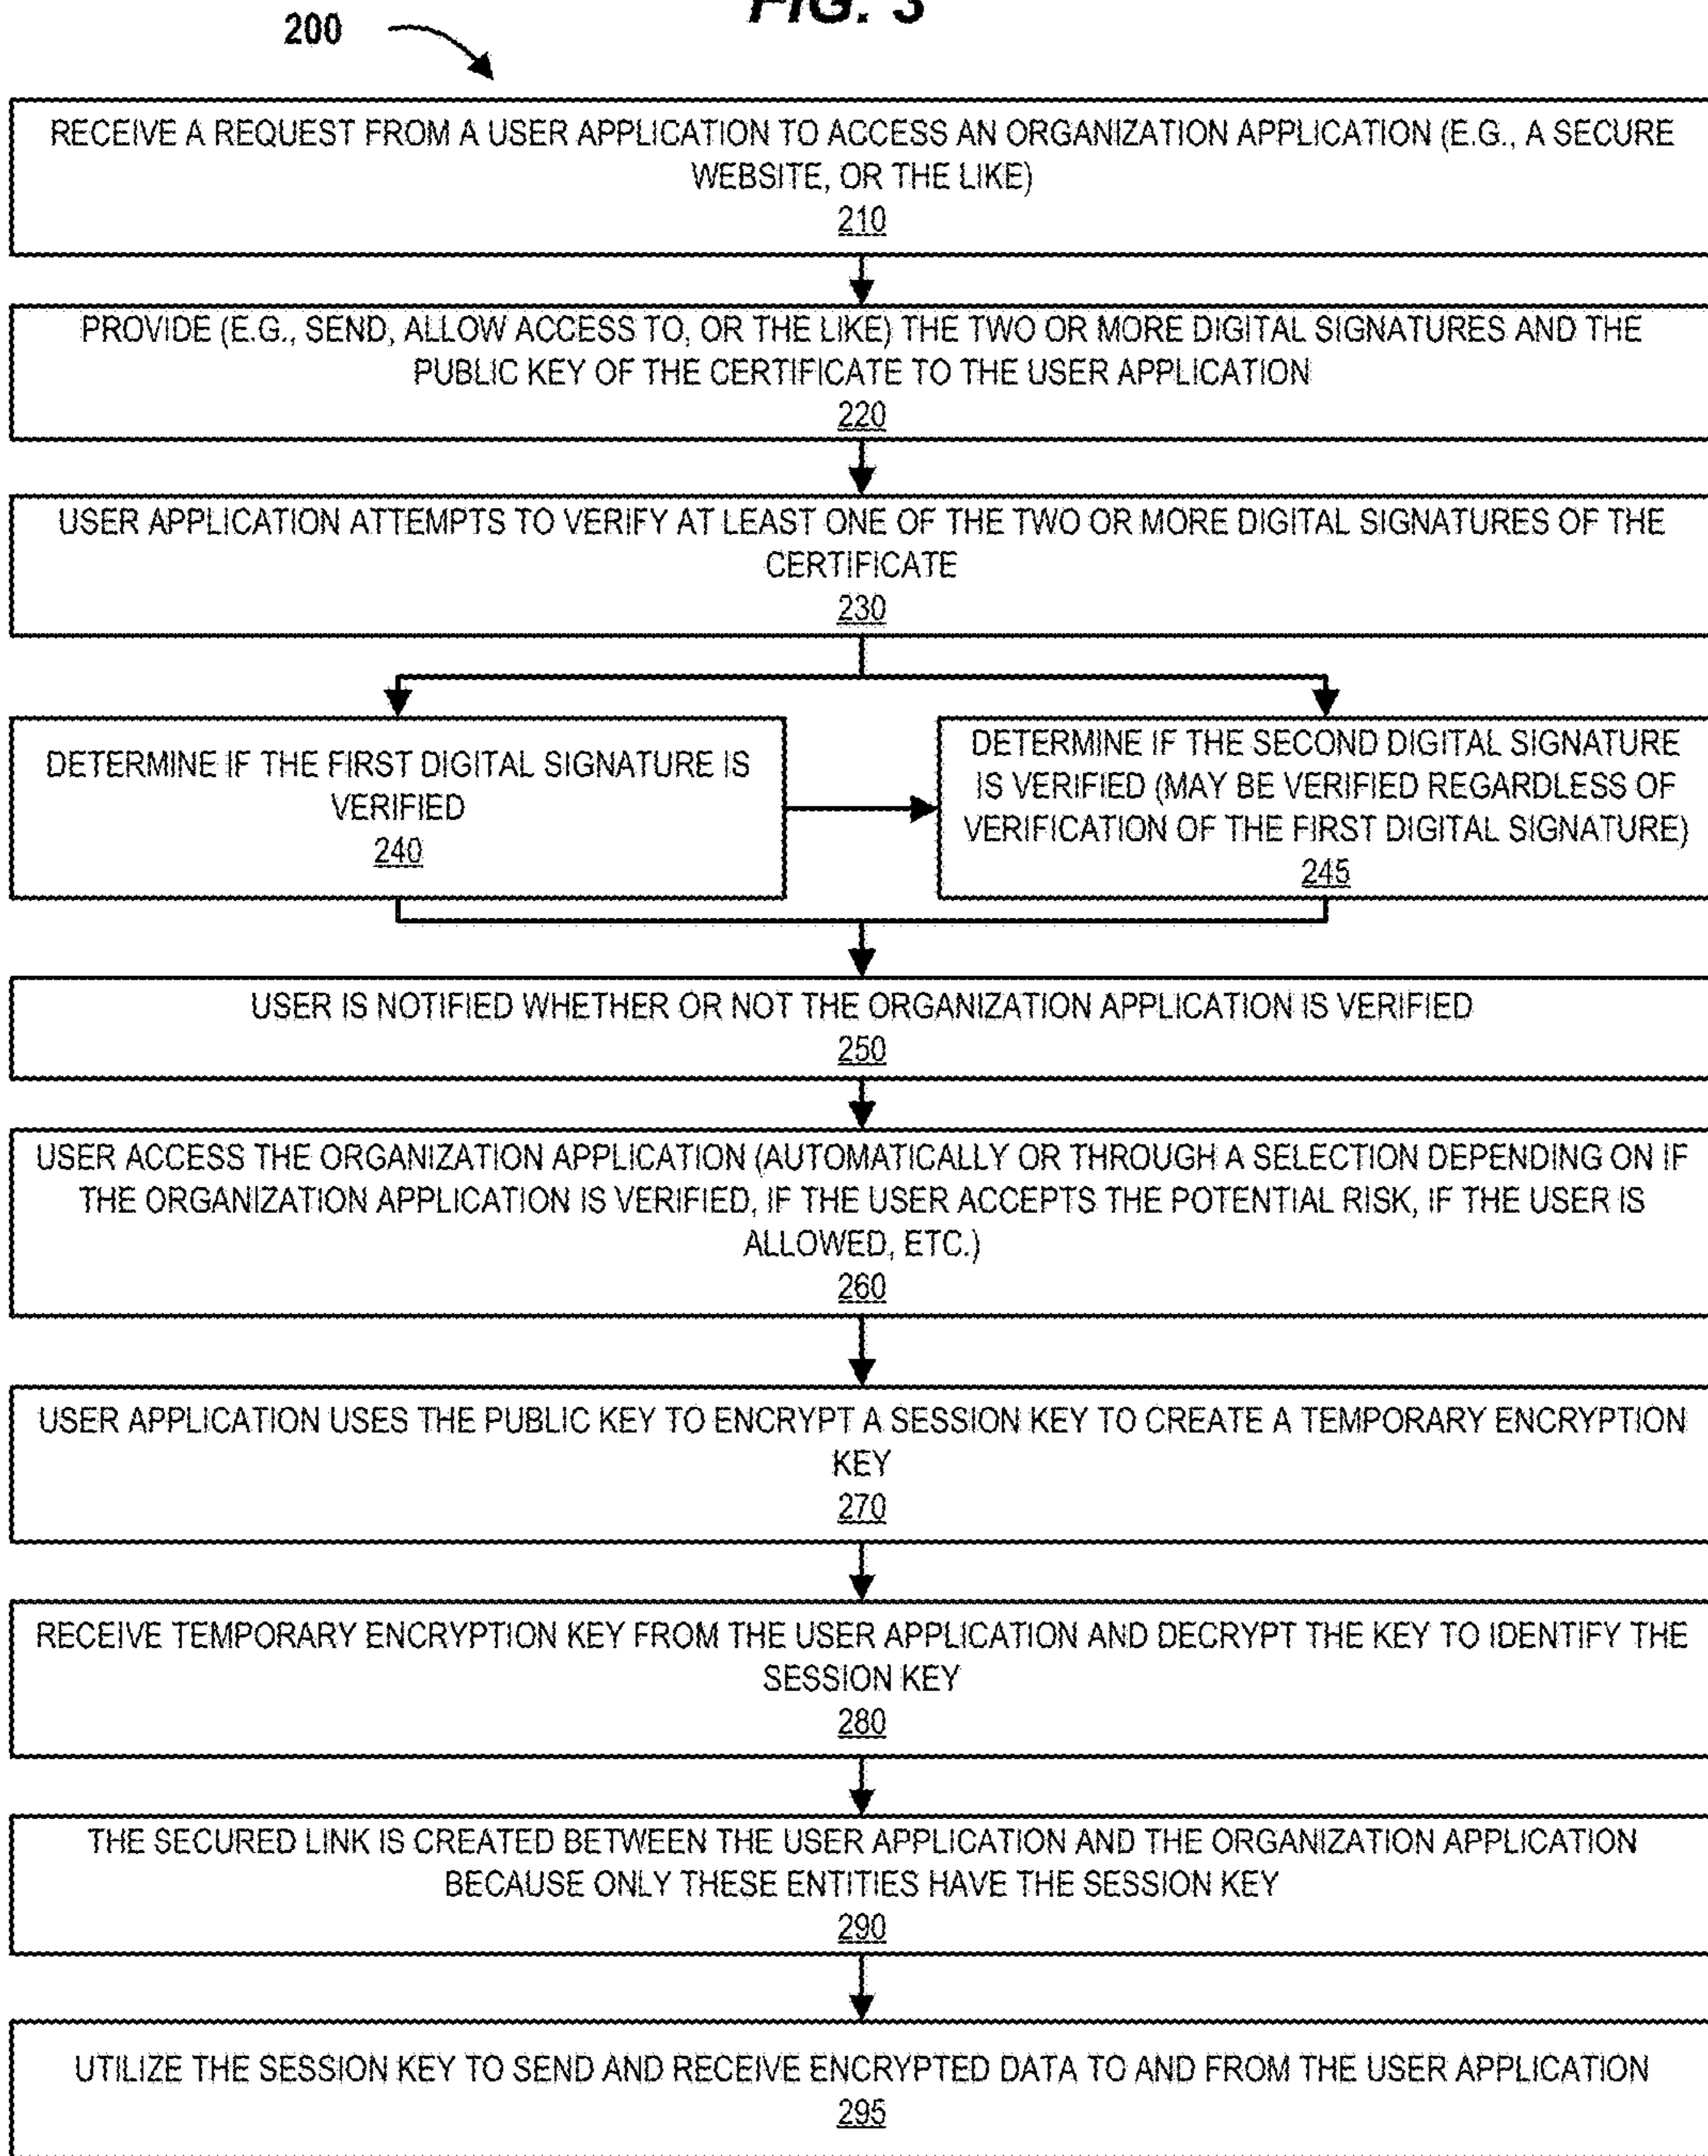 FIG. 3
200
RECEIVE A REQUEST FROM A USER APPLICATION TO ACCESS AN ORGANIZATION APPLICATION (E.G., A SECURE
WEBSITE, OR THE LIKE)
210
PROVIDE (E.G., SEND, ALLOW ACCESS TO, OR THE LIKE) THE TWO OR MORE DIGITAL SIGNATURES AND THE
PUBLIC KEY OF THE CERTIFICATE TO THE USER APPLICATION
220
USER APPLICATION ATTEMPTS TO VERIFY AT LEAST ONE OF THE TWO OR MORE DIGITAL SIGNATURES OF THE
CERTIFICATE
230
DETERMINE IF THE FIRST DIGITAL SIGNATURE IS
VERIFIED
240
DETERMINE IF THE SECOND DIGITAL SIGNATURE
IS VERIFIED (MAY BE VERIFIED REGARDLESS OF
VERIFICATION OF THE FIRST DIGITAL SIGNATURE)
245
USER IS NOTIFIED WHETHER OR NOT THE ORGANIZATION APPLICATION IS VERIFIED
250
USER ACCESS THE ORGANIZATION APPLICATION (AUTOMATICALLY OR THROUGH A SELECTION DEPENDING ON IF
THE ORGANIZATION APPLICATION IS VERIFIED, IF THE USER ACCEPTS THE POTENTIAL RISK, IF THE USER IS
ALLOWED, ETC.)
260
USER APPLICATION USES THE PUBLIC KEY TO ENCRYPT A SESSION KEY TO CREATE A TEMPORARY ENCRYPTION
KEY
270
RECEIVE TEMPORARY ENCRYPTION KEY FROM THE USER APPLICATION AND DECRYPT THE KEY TO IDENTIFY THE
SESSION KEY
280
THE SECURED LINK IS CREATED BETWEEN THE USER APPLICATION AND THE ORGANIZATION APPLICATION
BECAUSE ONLY THESE ENTITIES HAVE THE SESSION KEY
290
UTILIZE THE SESSION KEY TO SEND AND RECEIVE ENCRYPTED DATA TO AND FROM THE USER APPLICATION
295